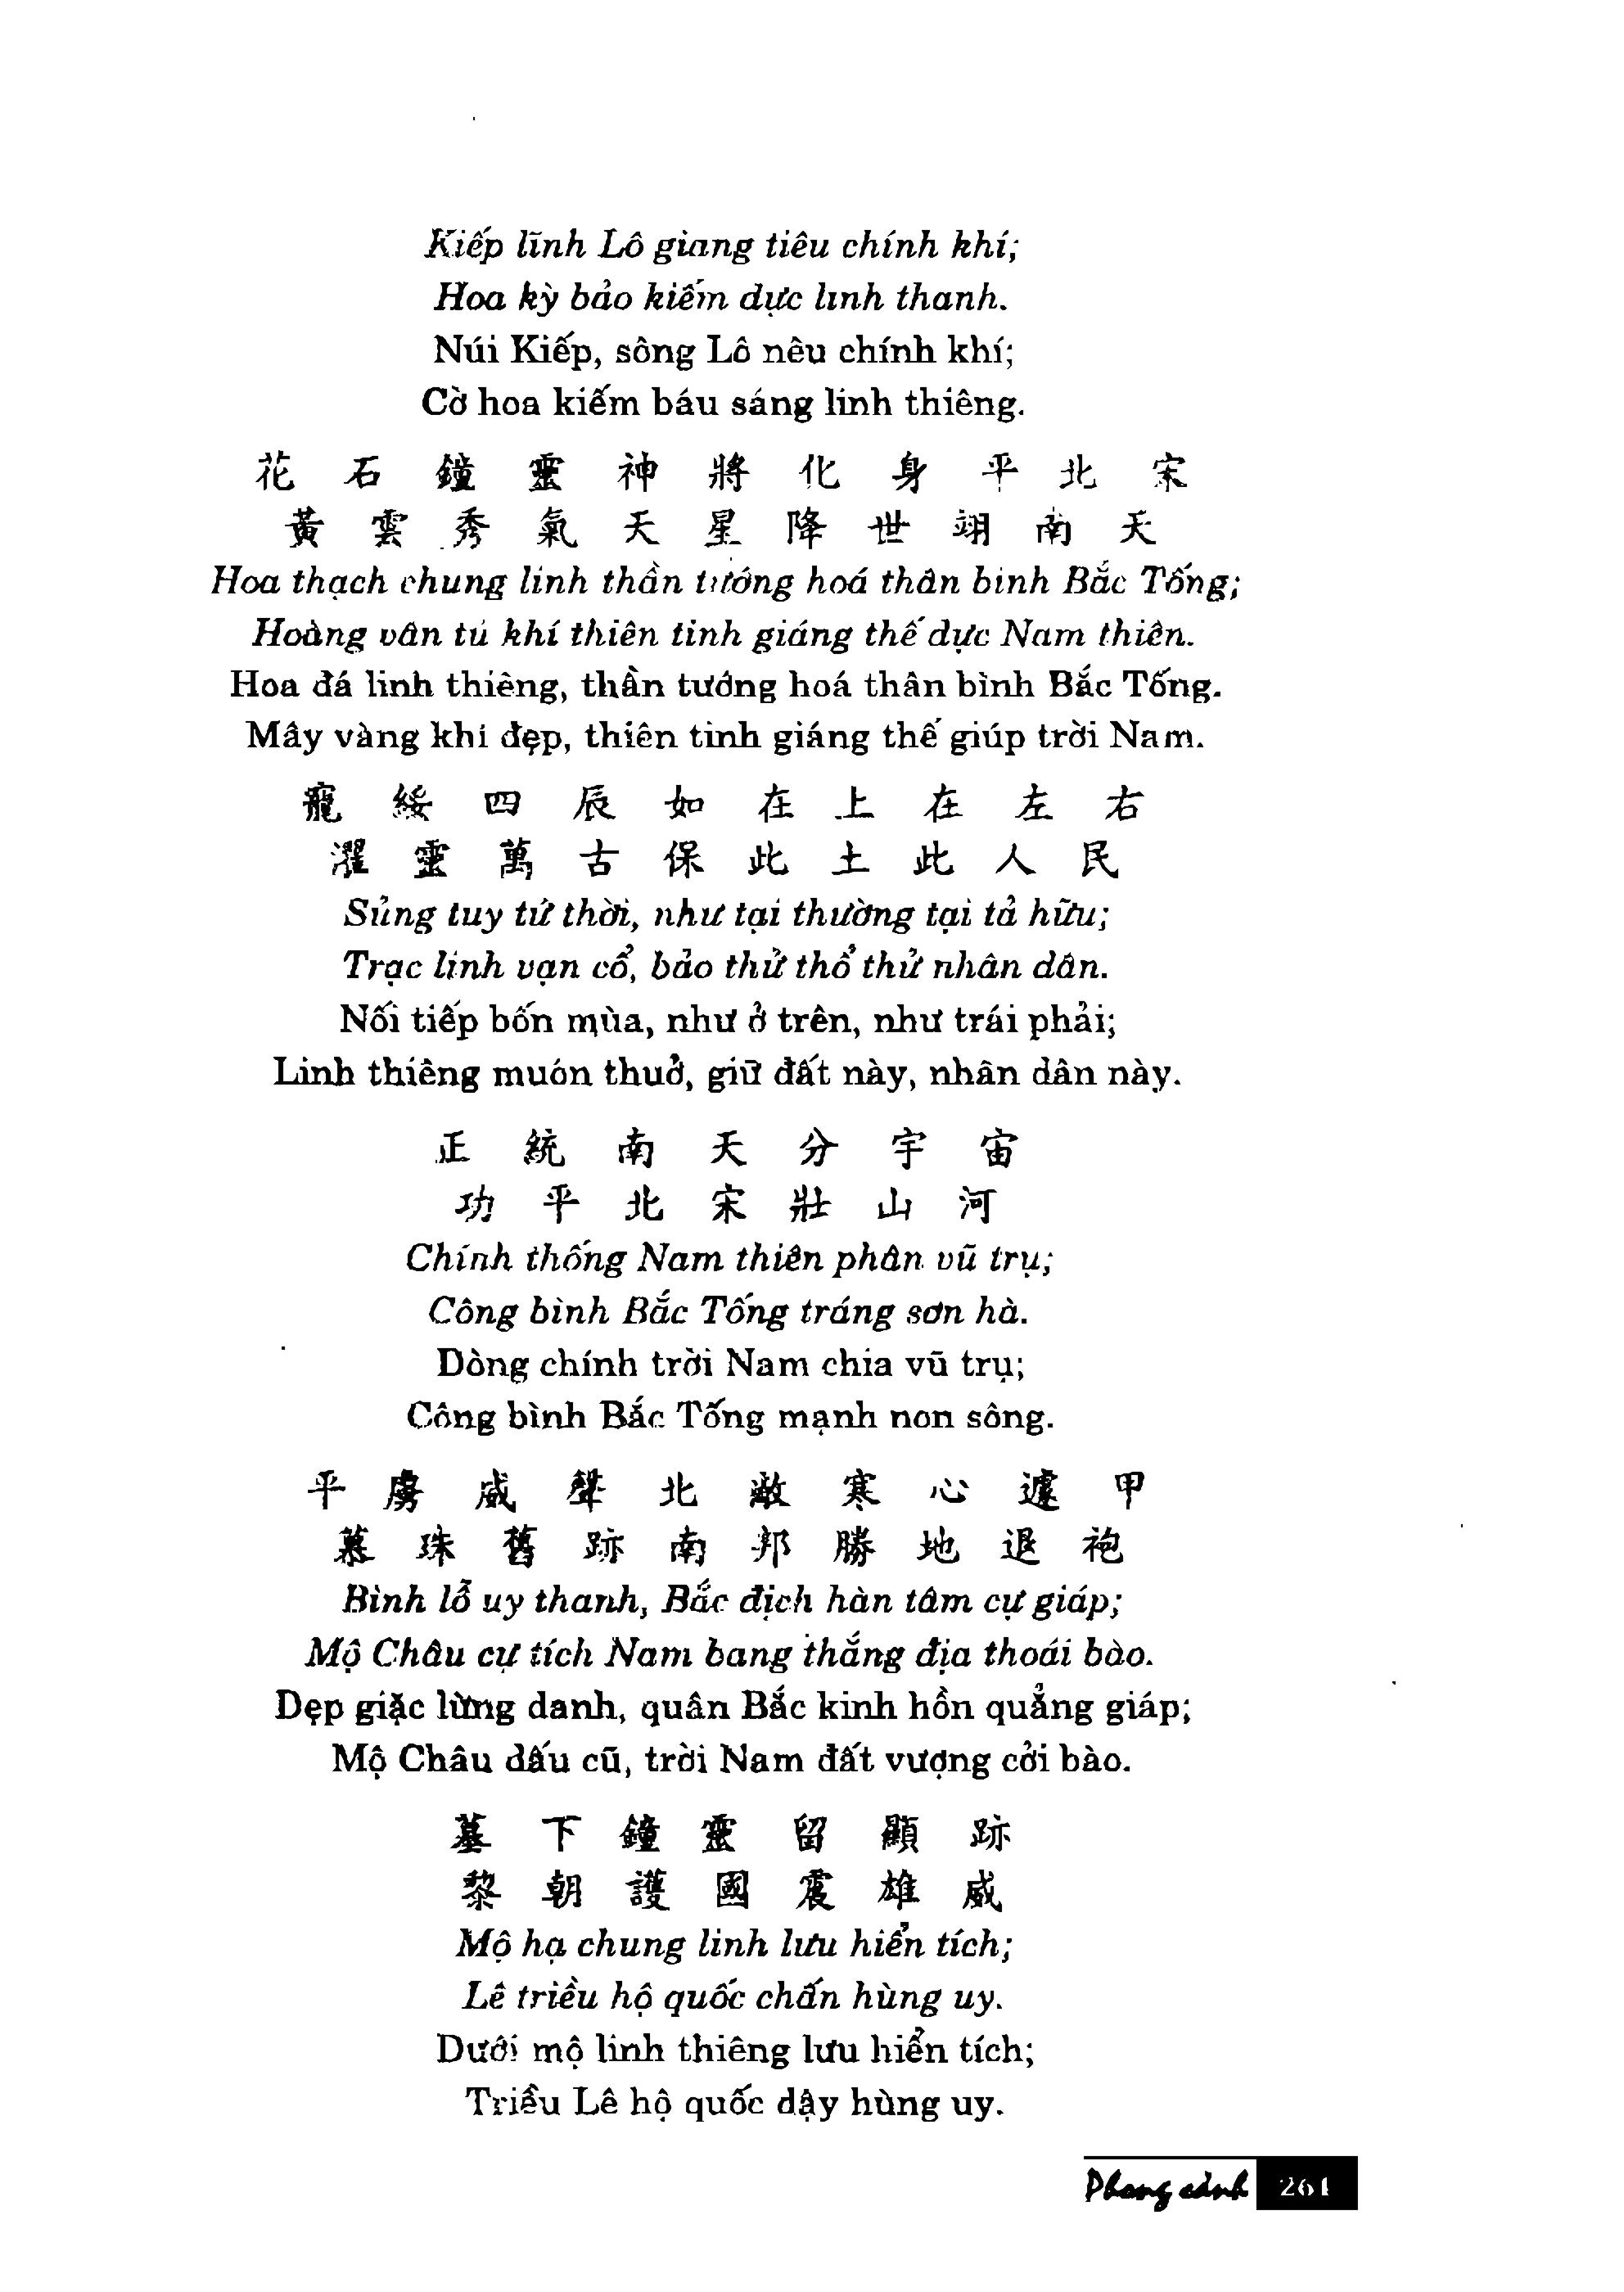 Kiếp lĩnh Lô giang tiêu chính khí;
Hoa kỳ bảo kiếm dực linh thanh.
Núi Kiếp, sông Lô nêu chính khí;
Cờ hoa kiếm báu sáng linh thiêng.
花 石 鐘 靈 神 將 化 身 平 北 宋
黃 雲 秀 氣 天 星 降 世 翊 南 天
Hoa thạch chung linh thần tướng hoá thân bình Bắc Tống;
Hoàng vân tú khí thiên tinh giáng thế dực Nam thiên.
Hoa đá linh thiêng, thần tướng hoá thân bình Bắc Tống.
Mây vàng khí đẹp, thiên tinh giáng thế giúp trời Nam.
寵 綏 四 辰 如 在 上 在 左 右
濯 靈 萬 古 保 此 土 此 人 民
Sủng tuy tứ thời, như tại thường tại tả hữu;
Trạc linh vạn cổ, bảo thử thổ thử nhân dân.
Nối tiếp bốn mùa, như ở trên, như trái phải;
Linh thiêng muôn thuở, giữ đất này, nhân dân này.
正 統 南 天 分 宇 宙
功 平 北 宋 壯 山 河
Chính thống Nam thiên phân vũ trụ;
Công bình Bắc Tống tráng sơn hà.
Dòng chính trời Nam chia vũ trụ;
Công bình Bắc Tống mạnh non sông.
平 虜 威 聲 北 敵 寒 心 遽 甲
慕 珠 舊 跡 南 邦 勝 地 退 袍
Bình lỗ uy thanh, Bắc địch hàn tâm cự giáp;
Mộ Châu cự tích Nam bang thắng địa thoái bào.
Dẹp giặc lừng danh, quân Bắc kinh hồn quẳng giáp;
Mộ Châu dấu cũ, trời Nam đất vượng cởi bào.
墓 下 鐘 靈 留 顯 跡
黎 朝 護 國 震 雄 威
Mộ hạ chung linh lưu hiển tích;
Lê triều hộ quốc chấn hùng uy.
Dưới mộ linh thiêng lưu hiển tích;
Triều Lê hộ quốc dậy hùng uy.
Phong cảnh 261